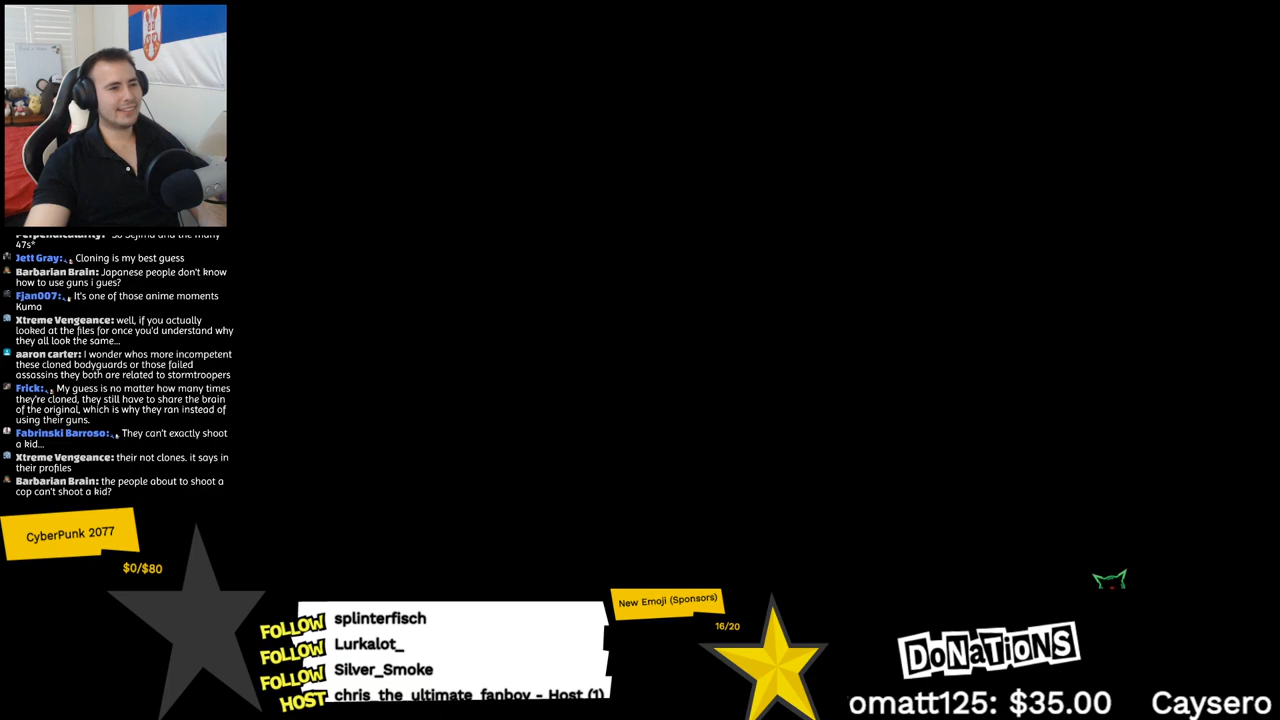 Perpendicularity: "So Sejima and the many
47s*
Jett Gray: Cloning is my best guess
Barbarian Brain: Japanese people don't know
how to use guns i gues?
Fjan007: It's one of those anime moments
Kuma
Xtreme Vengeance: well, if you actually
looked at the files for once you'd understand why
they all look the same...
aaron carter: I wonder whos more incompetent
these cloned bodyguards or those failed
assassins they both are related to stormtroopers
Frick: My guess is no matter how many times
they're cloned, they still have to share the brain
of the original, which is why they ran instead of
using their guns.
Fabrinski Barroso: They can't exactly shoot
a kid...
Xtreme Vengeance: their not clones. it says in
their profiles
Barbarian Brain: the people about to shoot a
cop can't shoot a kid?
CyberPunk 2077
$0/$80
FOLLOW splinterfisch
FOLLOW Lurkalot_
FOLLOW Silver_Smoke
HOST chris_the_ultimate_fanboy - Host (1)
New Emoji (Sponsors)
16/20
DoNaTiONS
omatt125: $35.00 Caysero